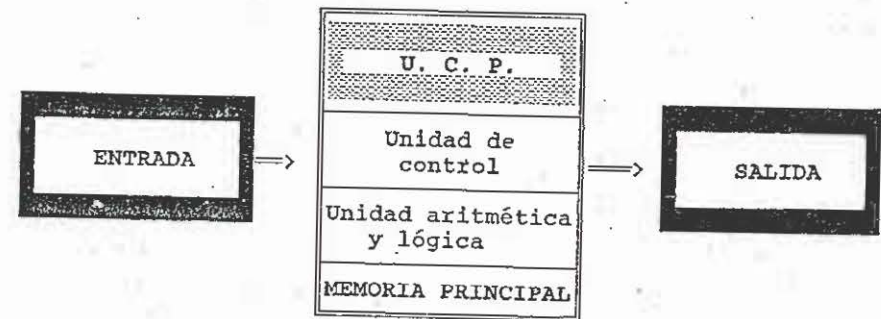 ENTRADA
U. C. P.
Unidad de
control
Unidad aritmética
y lógica
MEMORIA PRINCIPAL
SALIDA